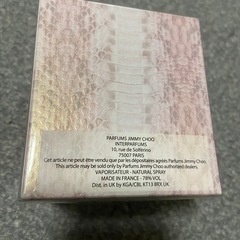 PARFUMS JIMMY CHOO
INTERPARFUMS
10, rue de Solférino
75007 PARIS
Cet article ne peut être vendu que par les dépositaires agréés Parfums Jimmy Choo.
This article may be sold only by Parfums Jimmy Choo authorized dealers.
VAPORISATEUR - NATURAL SPRAY
MADE IN FRANCE - 78% VOL.
Dist. in UK by KGA/CBL KT13 8RX UK